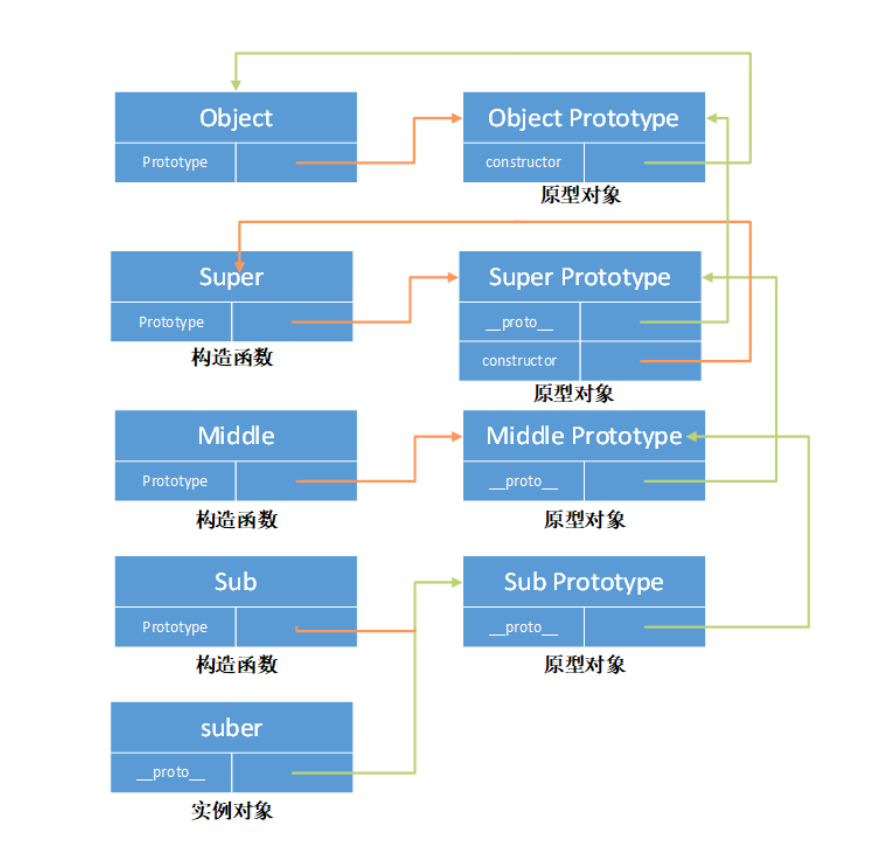 Object
Object Prototype
Prototype
constructor
原型对象
Super
Super Prototype
Prototype
__proto__
构造函数
constructor
原型对象
Middle
Middle Prototype
Prototype
__proto__
构造函数
原型对象
Sub
Sub Prototype
Prototype
__proto__
构造函数
原型对象
suber
__proto__
实例对象